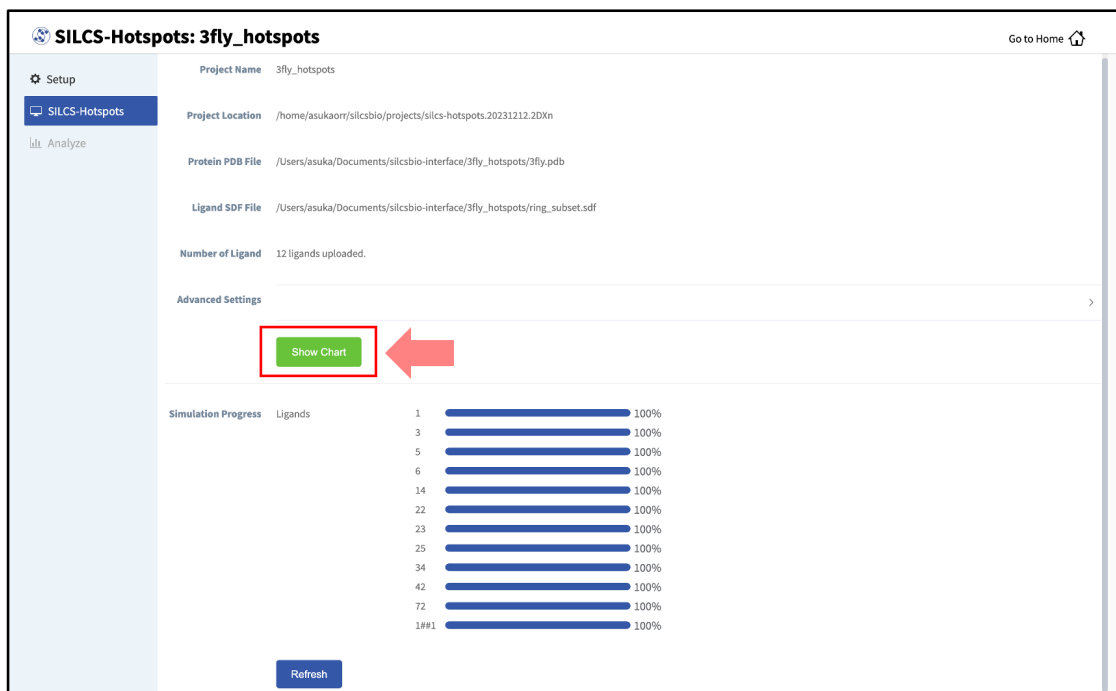 SILCS-Hotspots: 3fly_hotspots
Go to Home
Setup
SILCS-Hotspots
Analyze
Project Name 3fly_hotspots
Project Location /home/asukaorr/silcsbio/projects/silcs-hotspots.20231212.2DXn
Protein PDB File /Users/asuka/Documents/silcsbio-interface/3fly_hotspots/3fly.pdb
Ligand SDF File /Users/asuka/Documents/silcsbio-interface/3fly_hotspots/ring_subset.sdf
Number of Ligand 12 ligands uploaded.
Advanced Settings
Show Chart
Simulation Progress Ligands 1 100%
3 100%
5 100%
6 100%
14 100%
22 100%
23 100%
25 100%
34 100%
42 100%
72 100%
1##1 100%
Refresh